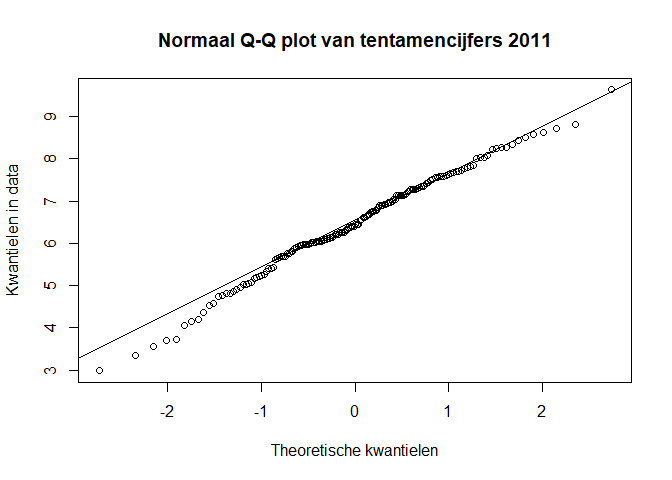 Normaal Q-Q plot van tentamencijfers 2011
Kwantielen in data
9
8
7
6
5
4
3
-2 -1 0 1 2
Theoretische kwantielen